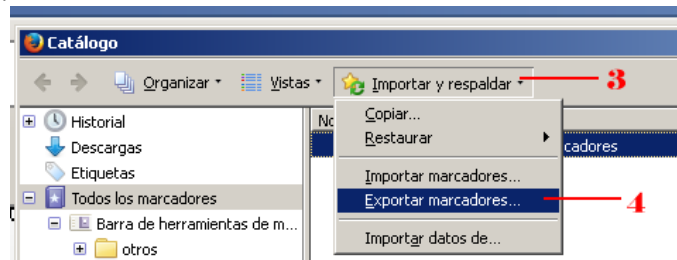 Catálogo
Organizar Vistas Importar y respaldar 3
Historial
Descargas
Etiquetas
Todos los marcadores
Barra de herramientas de m...
otros
Copiar...
Restaurar
cadores
Importar marcadores...
Exportar marcadores... 4
Importar datos de...